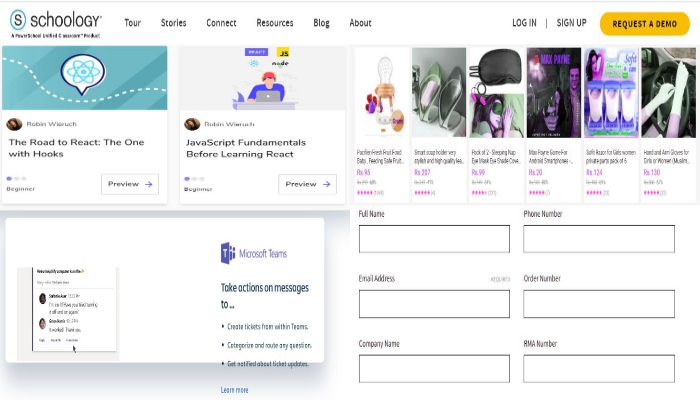 schoology
A PowerSchool Unified Classroom Product
Tour
Stories
Connect
Resources
Blog
About
LOG IN | SIGN UP
REQUEST A DEMO
Robin Wieruch
The Road to React: The One
with Hooks
Beginner
Preview →
REACT
JS
node
Robin Wieruch
JavaScript Fundamentals
Before Learning React
Beginner
Preview →
MAX PAYNE
Pacifier Fresh Fruit Food
Baby , Feeding Safe Fruit...
Rs.95
Smart soap holder very
stylish and high quality lea...
Rs.257
Pack of 2 - Sleeping Nap
Eye Mask Eye Shade Cove...
Rs.99
Max Payne Game For
Android Smartphones -...
Rs.20
Safti Razor for Girls women
private parts pack of 6
Rs.124
Hand and Arm Gloves for
Girls or Women (Muslim...
Rs.130
Microsoft Teams
Take actions on messages
to ...
• Create tickets from within Teams.
• Categorize and route any question.
• Get notified about ticket updates.
Learn more
Full Name
Phone Number
Email Address
REQUIRED
Order Number
Company Name
RMA Number